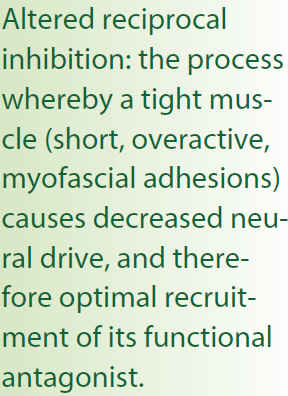 Altered reciprocal
inhibition: the process
whereby a tight mus-
cle (short, overactive,
myofascial adhesions)
causes decreased neu-
ral drive, and there-
fore optimal recruit-
ment of its functional
antagonist.